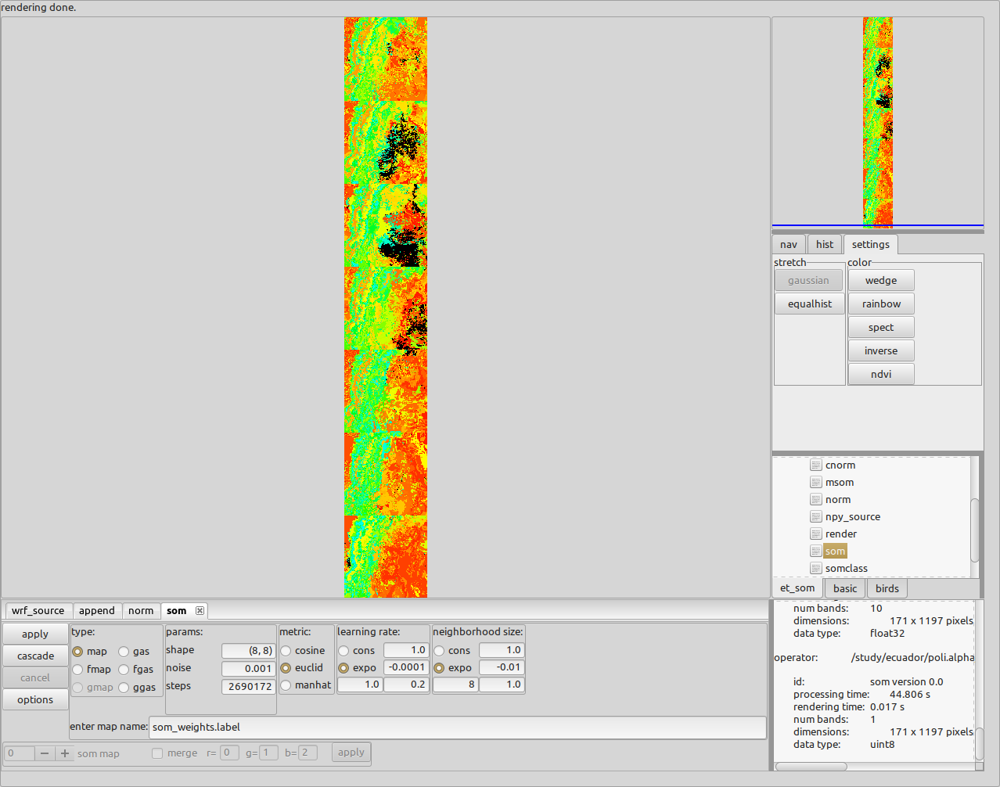 rendering done.
nav hist settings
stretch color
gaussian wedge
equalhist rainbow
spect
inverse
ndvi
cnorm
msom
norm
npy_source
render
som
somclass
et_som basic birds
wrf_source append norm som
apply type: params: metric: learning rate: neighborhood size:
map gas shape (8, 8) cosine cons 1.0 cons 1.0
cascade fmap fgas noise 0.001 euclid expo -0.0001 expo -0.01
cancel gmap ggas steps 2690172 manhat 1.0 0.2 8 1.0
options
enter map name: som_weights.label
0 som map merge r= 0 g= 1 b= 2 apply
num bands: 10
dimensions: 171 x 1197 pixels,
data type: float32
operator: /study/ecuador/poli.alpha
id: som version 0.0
processing time: 44.806 s
rendering time: 0.017 s
num bands: 1
dimensions: 171 x 1197 pixels,
data type: uint8